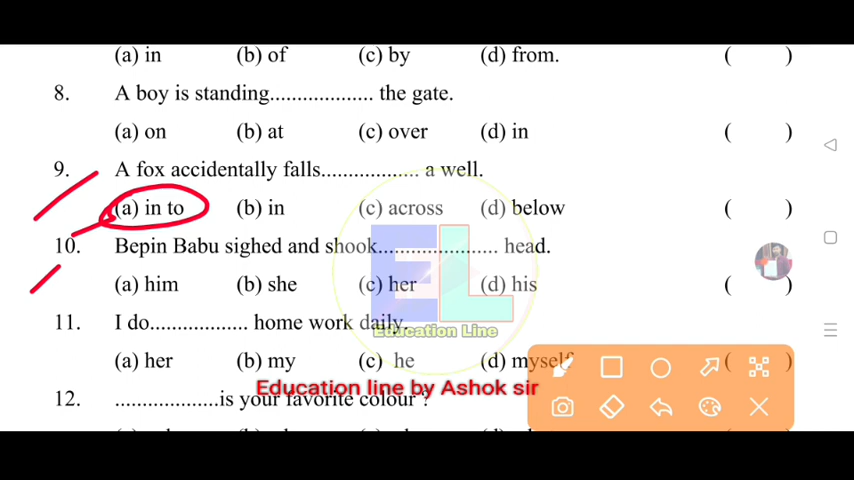 (a) in (b) of (c) by (d) from. ( )
8. A boy is standing................... the gate.
(a) on (b) at (c) over (d) in ( )
9. A fox accidentally falls.................. a well.
(a) in to (b) in (c) across (d) below ( )
10. Bepin Babu sighed and shook...................... head.
(a) him (b) she (c) her (d) his ( )
11. I do.................. home work daily.
(a) her (b) my (c) he (d) myself
12. ...................is your favorite colour ?
EL
Education Line
Education line by Ashok sir